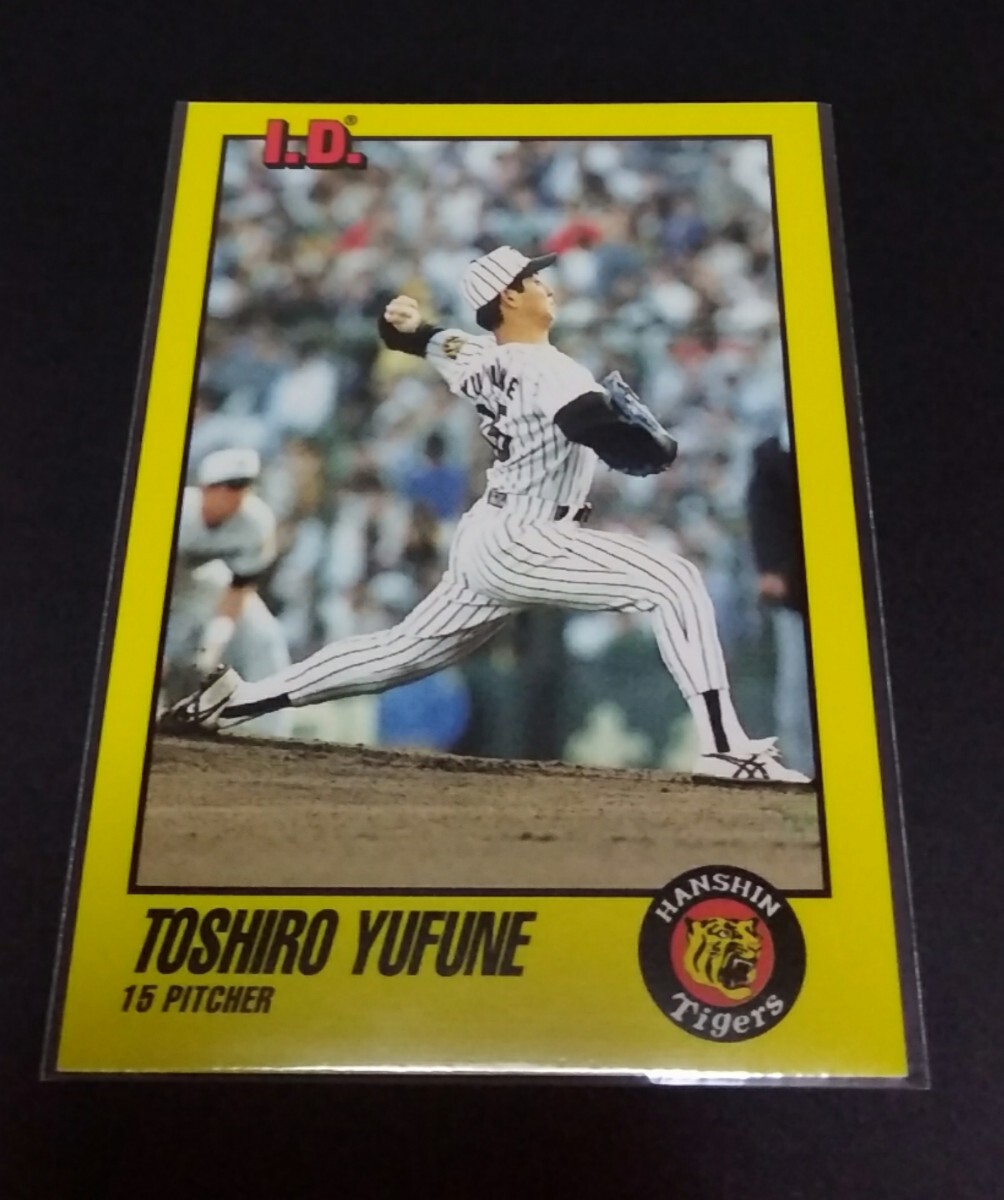 I.D.®
TOSHIRO YUFUNE
15 PITCHER
HANSHIN
Tigers